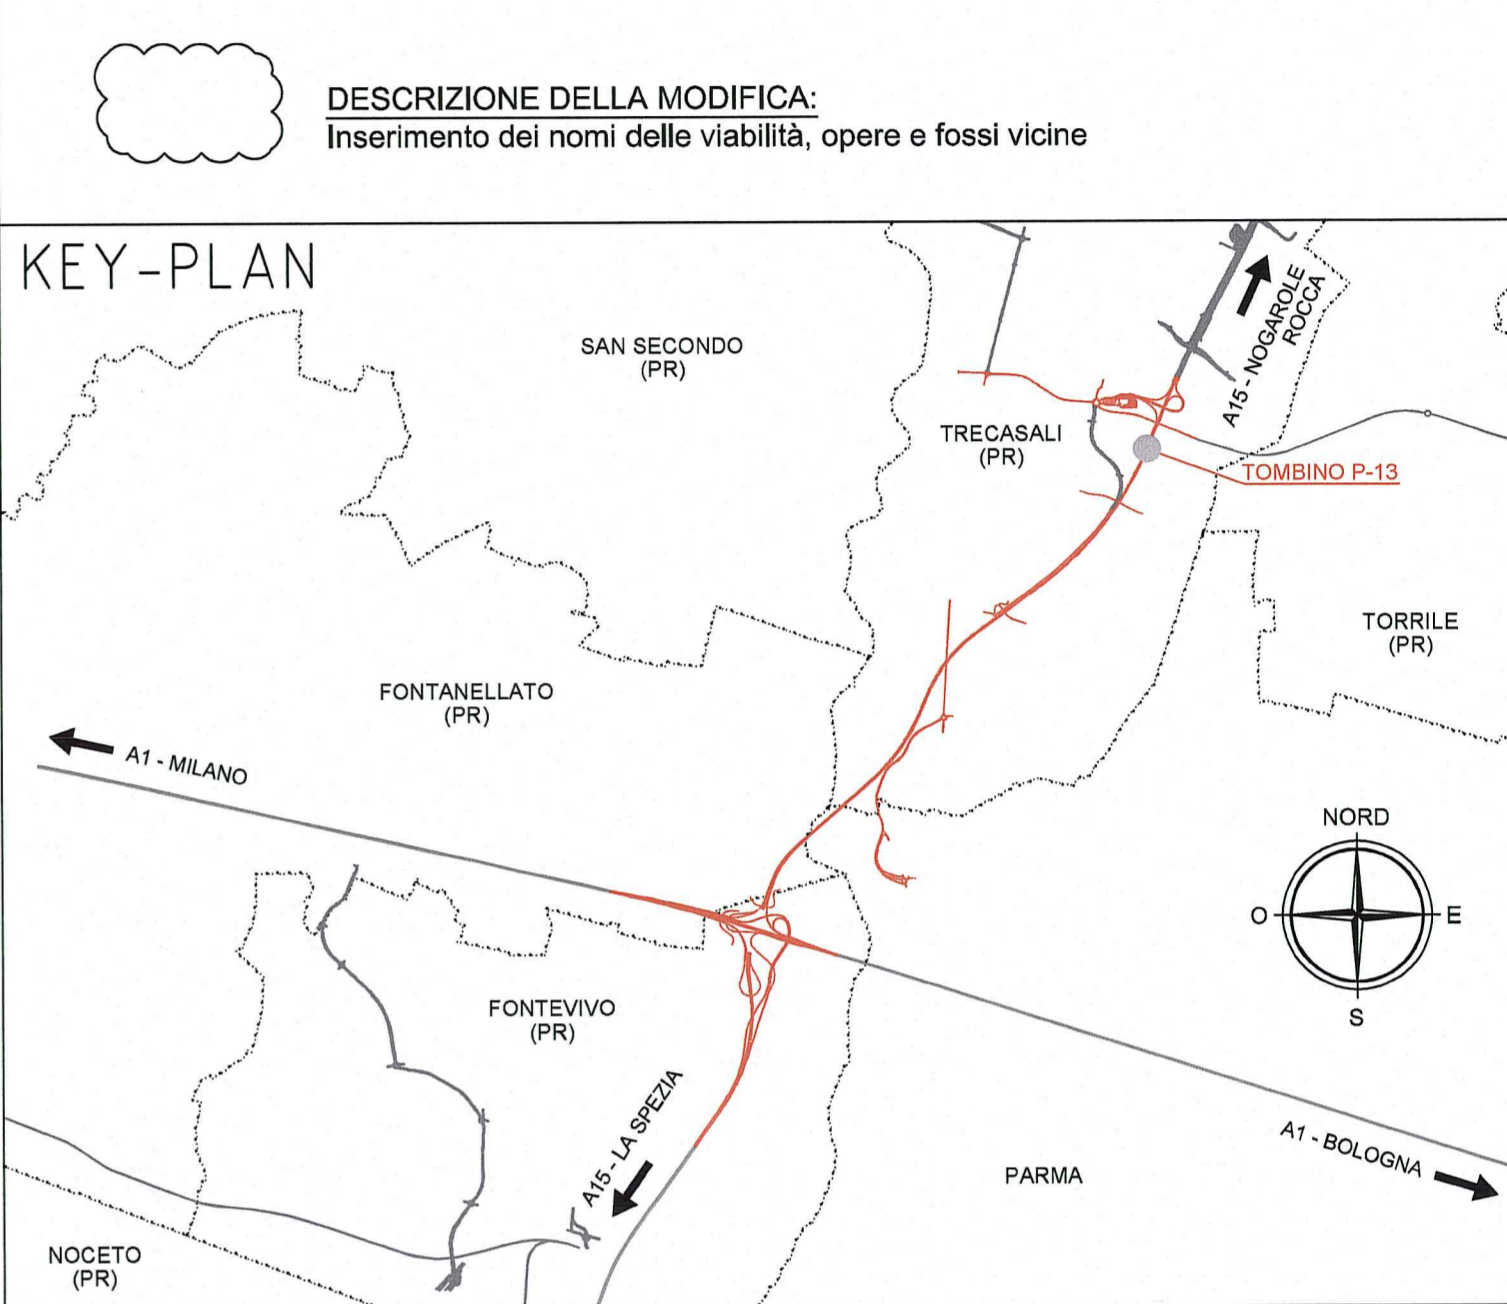 DESCRIZIONE DELLA MODIFICA:
Inserimento dei nomi delle viabilità, opere e fossi vicine
KEY-PLAN
SAN SECONDO
(PR)
A15 - NOGAROLE
ROCCA
TRECASALI
(PR)
TOMBINO P-13
TORRILE
(PR)
FONTANELLATO
(PR)
A1 - MILANO
NORD
O
E
S
FONTEVIVO
(PR)
A15 - LA SPEZIA
A1 - BOLOGNA
PARMA
NOCETO
(PR)